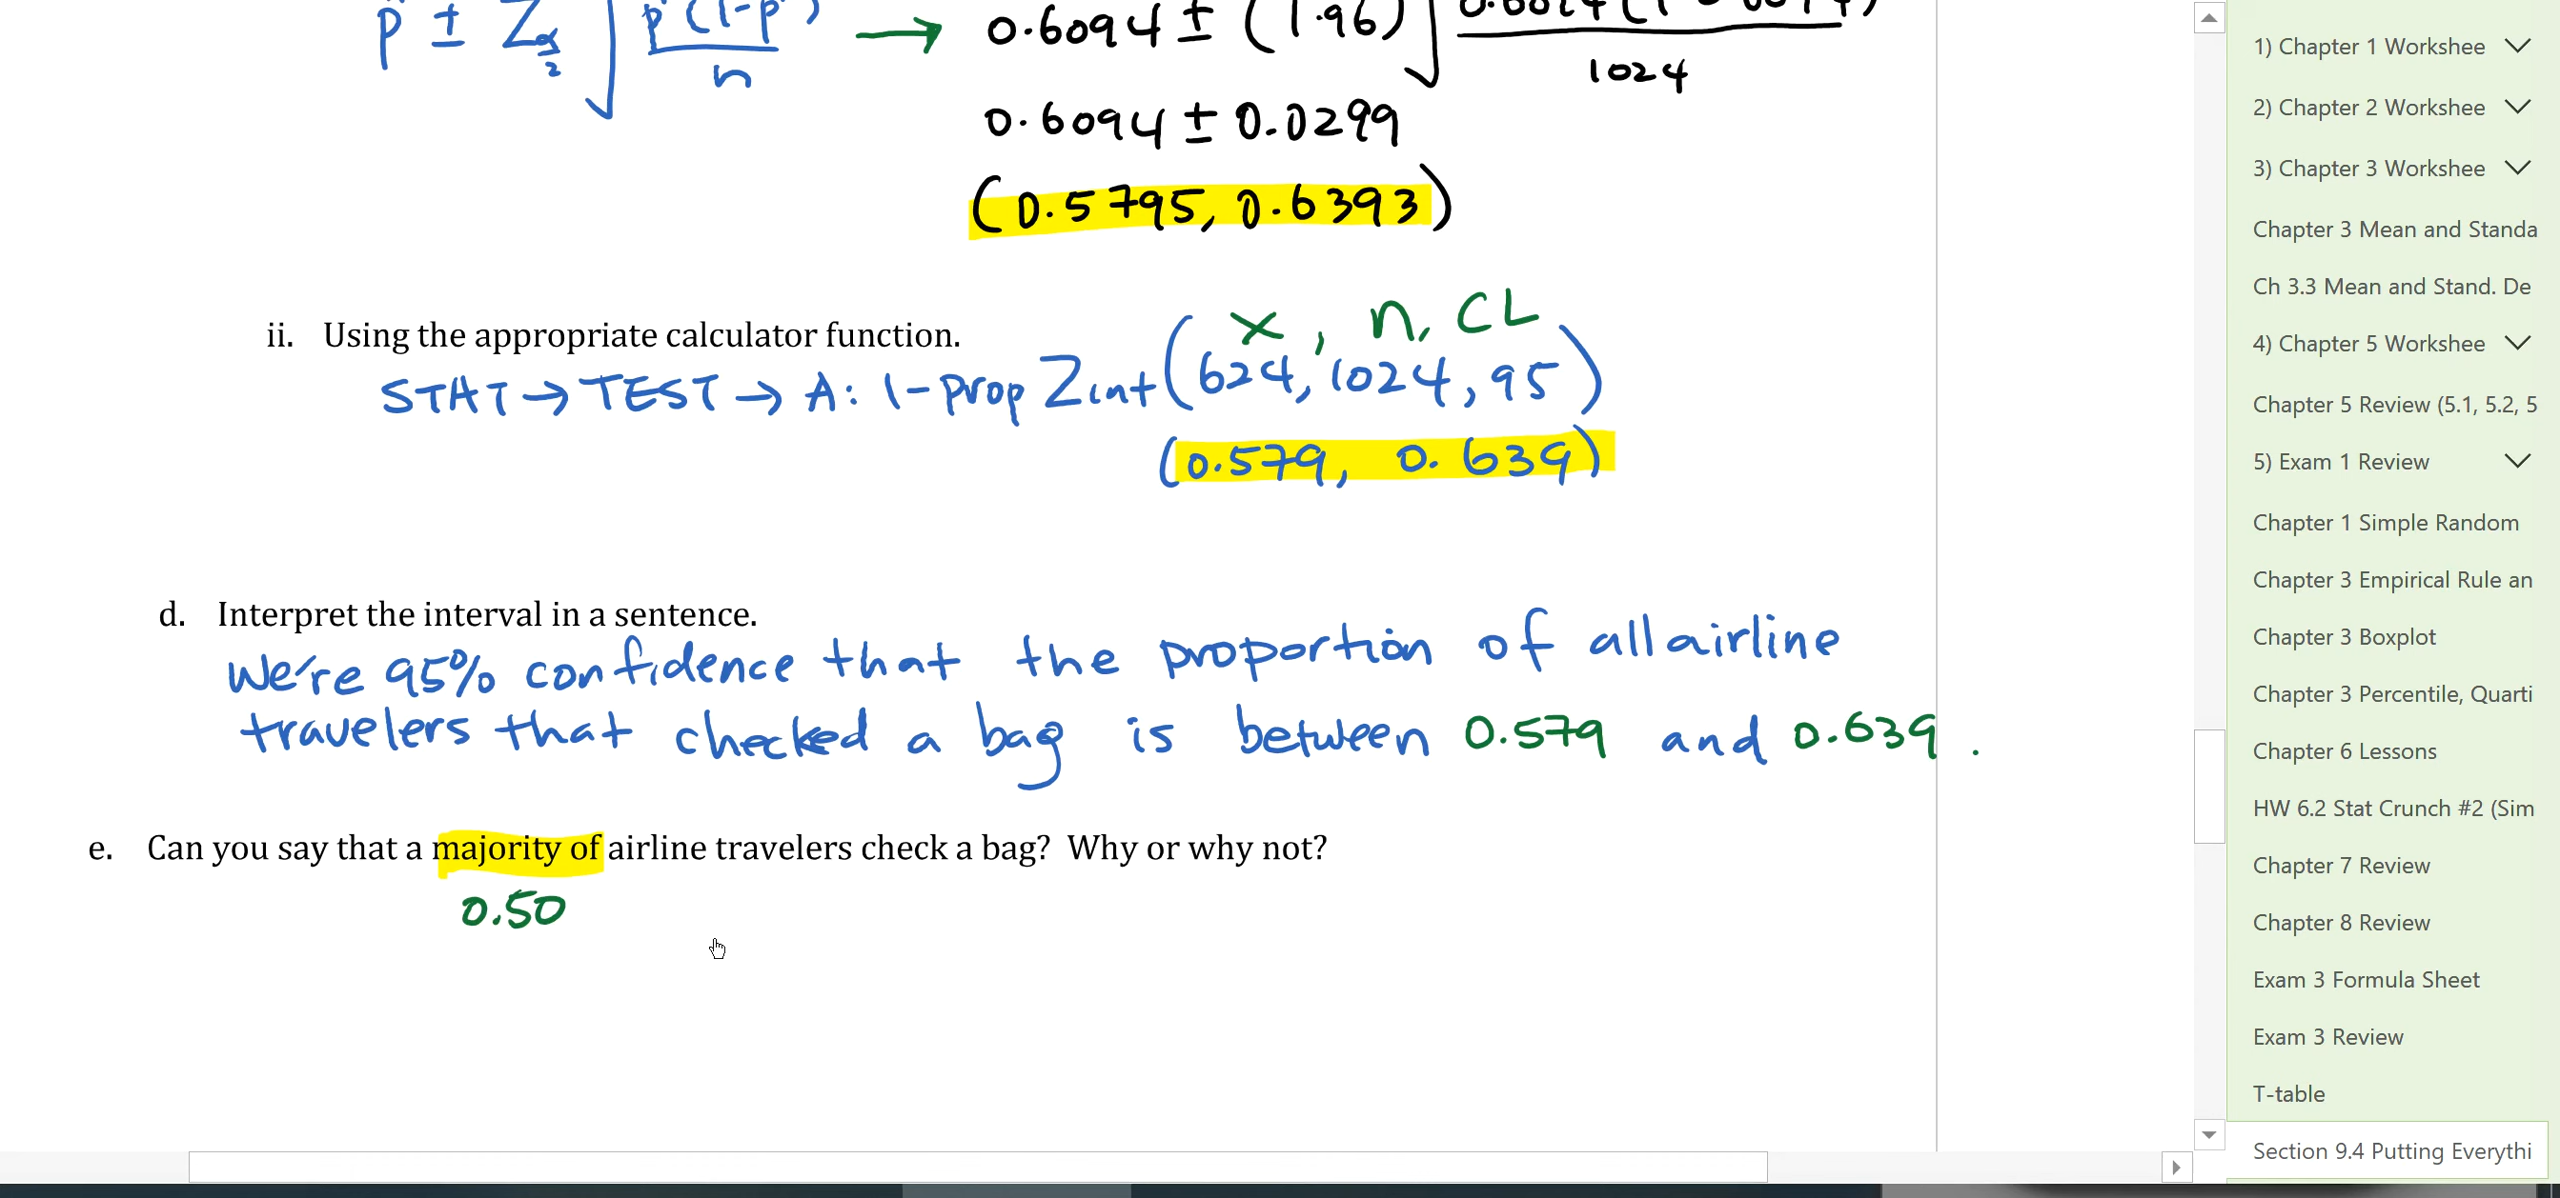 p̂ ± Zα/2 √ p̂(1-p̂)/n → 0.6094 ± (1.96) √ /1024
0.6094 ± 0.0299
(0.5795, 0.6393)
ii. Using the appropriate calculator function.
x, n, CL
STAT → TEST → A: 1-Prop Zint (624, 1024, 95)
(0.579, 0.639)
d. Interpret the interval in a sentence.
We're 95% confidence that the proportion of all airline
travelers that checked a bag is between 0.579 and 0.639.
e. Can you say that a majority of airline travelers check a bag? Why or why not?
0.50
1) Chapter 1 Workshee
2) Chapter 2 Workshee
3) Chapter 3 Workshee
Chapter 3 Mean and Standa
Ch 3.3 Mean and Stand. De
4) Chapter 5 Workshee
Chapter 5 Review (5.1, 5.2, 5
5) Exam 1 Review
Chapter 1 Simple Random
Chapter 3 Empirical Rule an
Chapter 3 Boxplot
Chapter 3 Percentile, Quarti
Chapter 6 Lessons
HW 6.2 Stat Crunch #2 (Sim
Chapter 7 Review
Chapter 8 Review
Exam 3 Formula Sheet
Exam 3 Review
T-table
Section 9.4 Putting Everythi